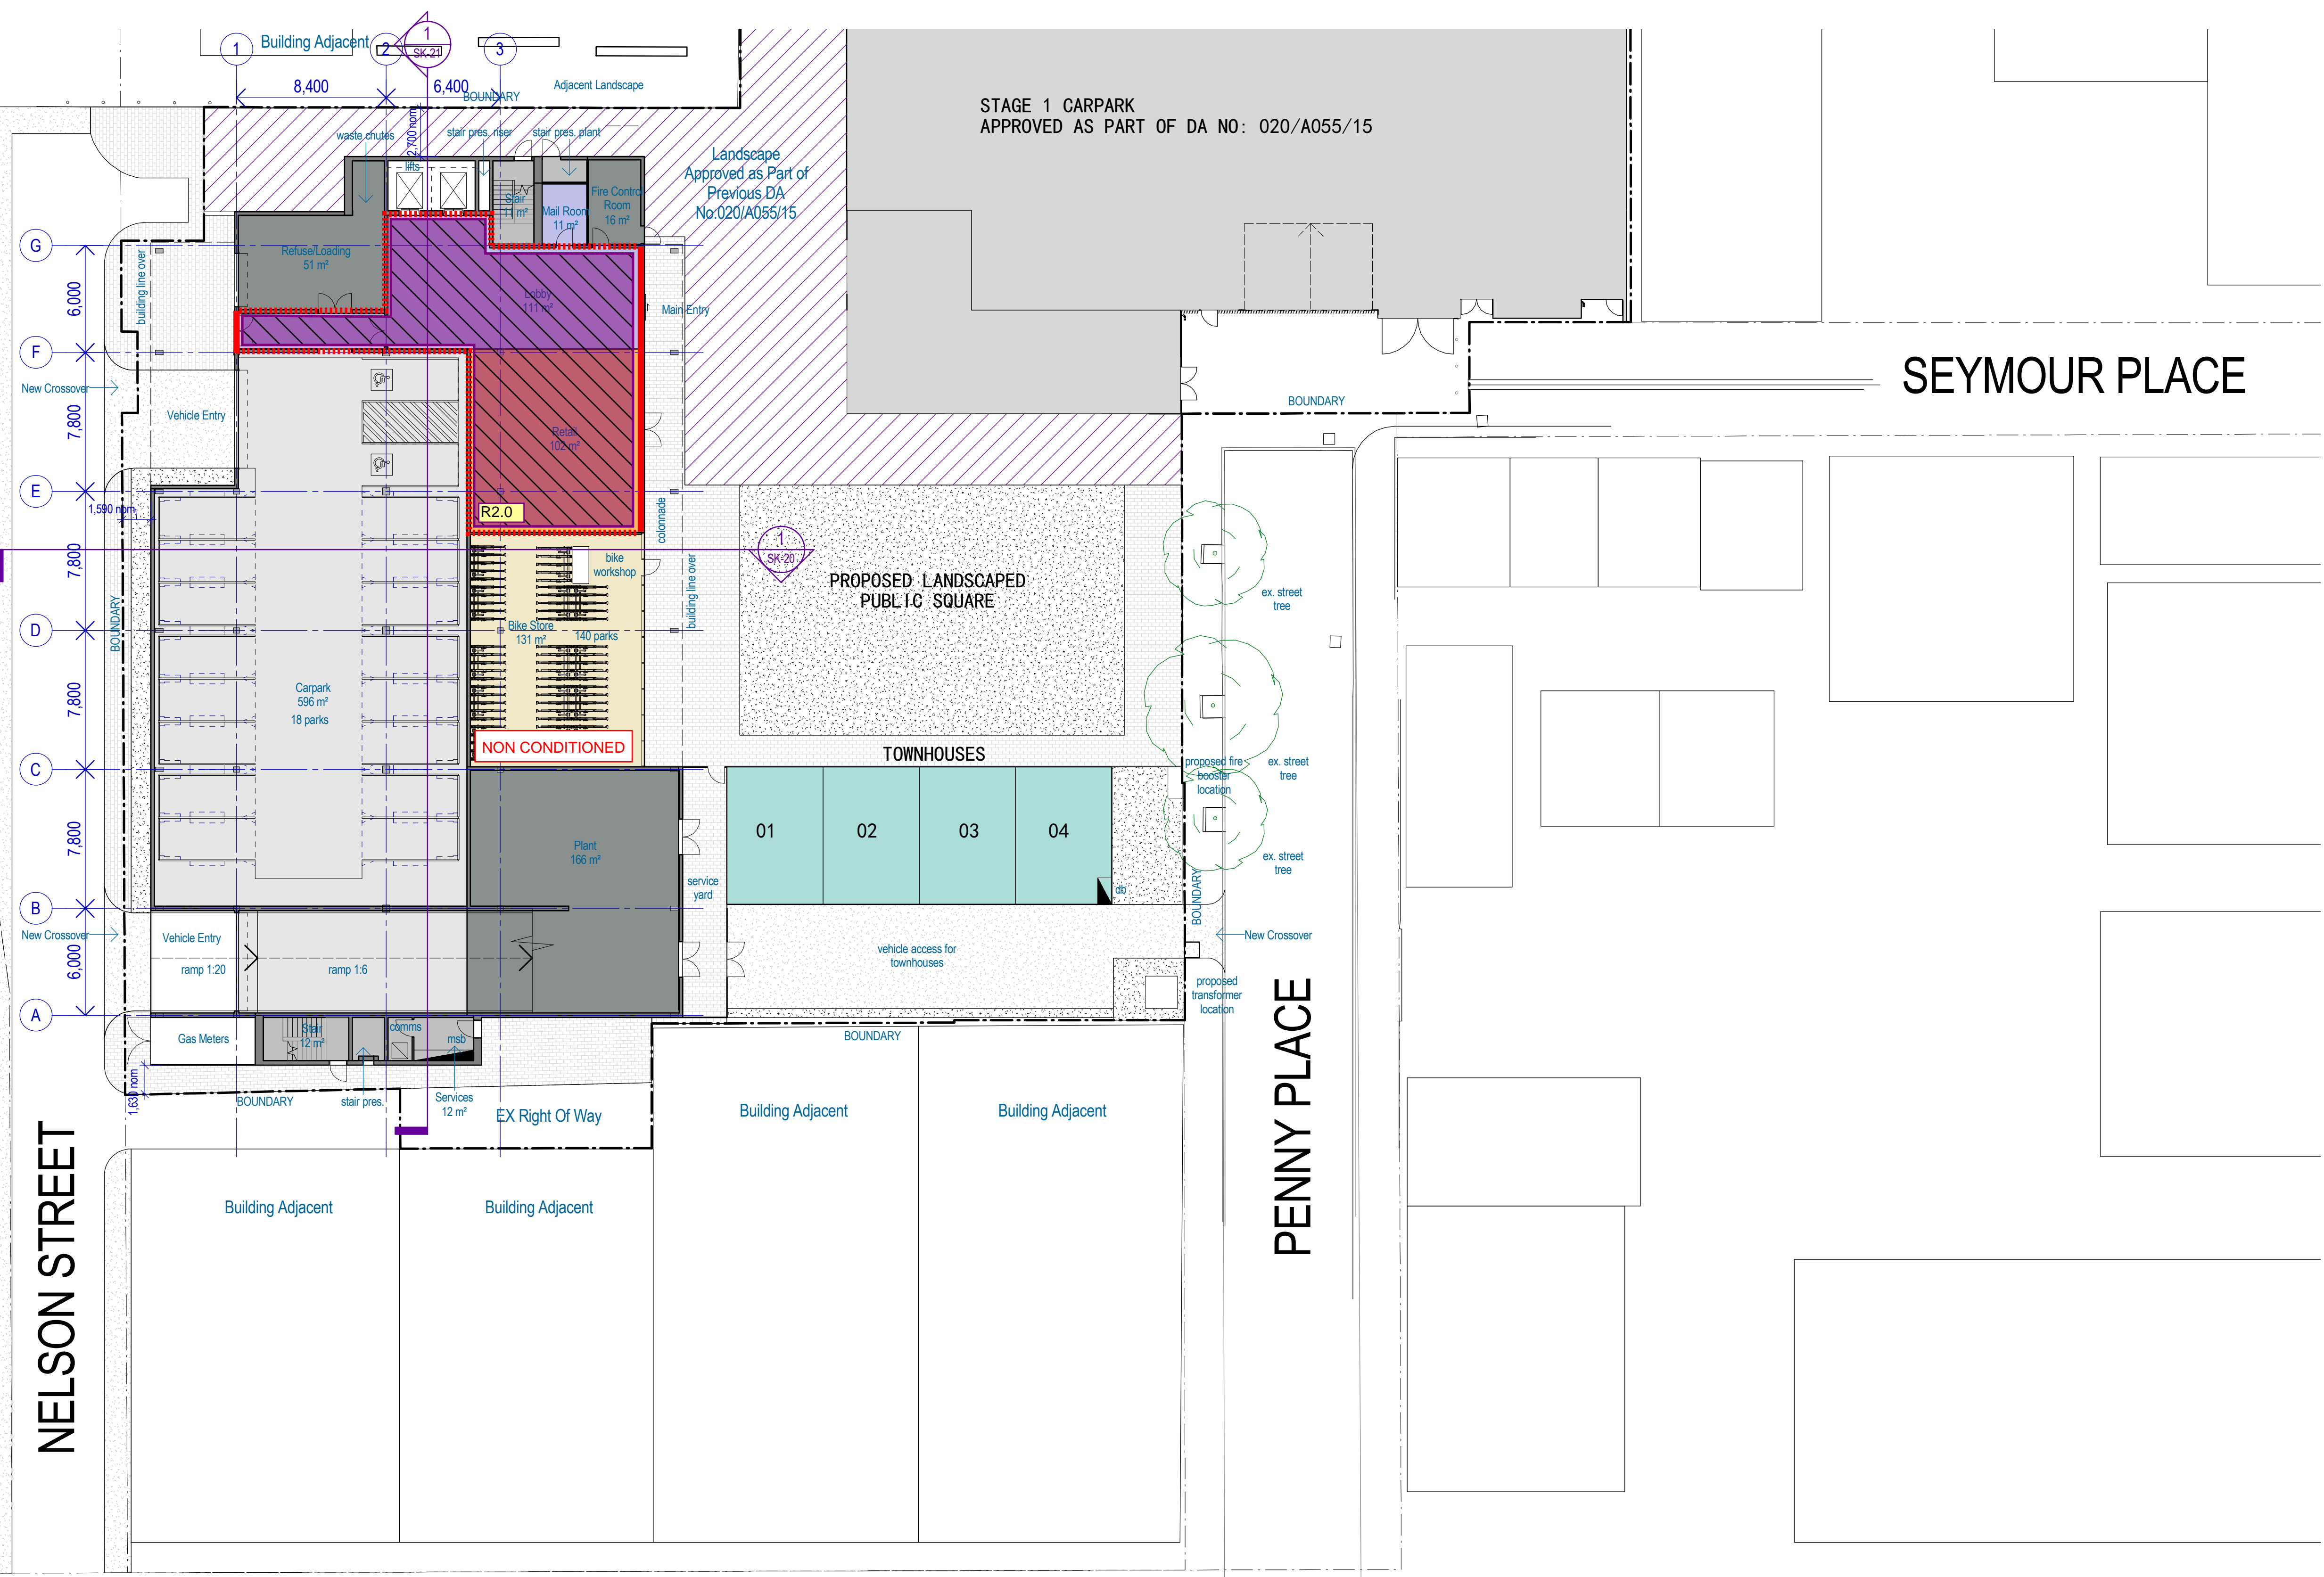 1
Building Adjacent
2
1
SK-21
3
8,400
6,400
BOUNDARY
Adjacent Landscape
STAGE 1 CARPARK
APPROVED AS PART OF DA NO: 020/A055/15
waste chutes
2,700 nom
stair pres. riser
stair pres. plant
lifts
Landscape
Approved as Part of
Previous DA
No:020/A055/15
Stair
11 m²
Mail Room
11 m²
Fire Control
Room
16 m²
G
Refuse/Loading
51 m²
building line over
6,000
Lobby
111 m²
Main Entry
F
New Crossover
Vehicle Entry
7,800
SEYMOUR PLACE
BOUNDARY
Retail
102 m²
E
1,590 nom
R2.0
colonnade
7,800
bike
workshop
1
SK-20
building line over
PROPOSED LANDSCAPED
PUBLIC SQUARE
ex. street
tree
BOUNDARY
D
Bike Store
131 m²
140 parks
7,800
Carpark
596 m²
18 parks
NON CONDITIONED
TOWNHOUSES
C
proposed fire
booster
location
ex. street
tree
7,800
01
02
03
04
Plant
166 m²
ex. street
tree
service
yard
db
BOUNDARY
B
New Crossover
Vehicle Entry
6,000
ramp 1:20
ramp 1:6
vehicle access for
townhouses
New Crossover
proposed
transformer
location
A
Gas Meters
Stair
12 m²
comms
msb
BOUNDARY
1,630 nom
BOUNDARY
stair pres.
Services
12 m²
EX Right Of Way
Building Adjacent
Building Adjacent
PENNY PLACE
NELSON STREET
Building Adjacent
Building Adjacent